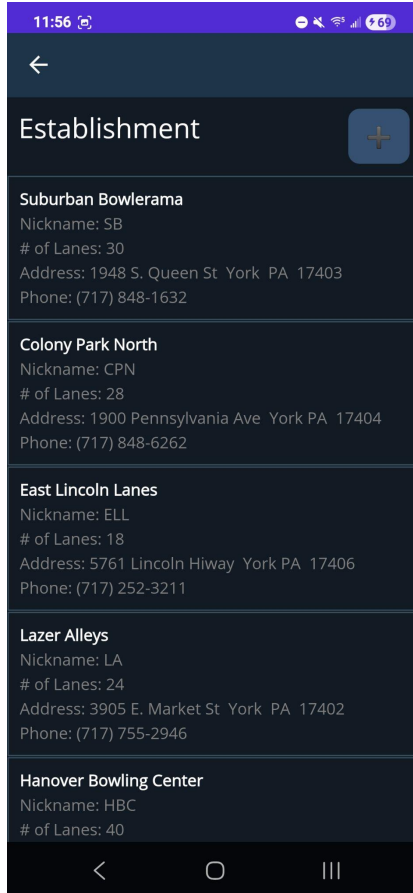 11:56
69
Establishment
Suburban Bowlerama
Nickname: SB
# of Lanes: 30
Address: 1948 S. Queen St  York  PA  17403
Phone: (717) 848-1632
Colony Park North
Nickname: CPN
# of Lanes: 28
Address: 1900 Pennsylvania Ave  York PA  17404
Phone: (717) 848-6262
East Lincoln Lanes
Nickname: ELL
# of Lanes: 18
Address: 5761 Lincoln Hiway  York PA  17406
Phone: (717) 252-3211
Lazer Alleys
Nickname: LA
# of Lanes: 24
Address: 3905 E. Market St  York  PA  17402
Phone: (717) 755-2946
Hanover Bowling Center
Nickname: HBC
# of Lanes: 40